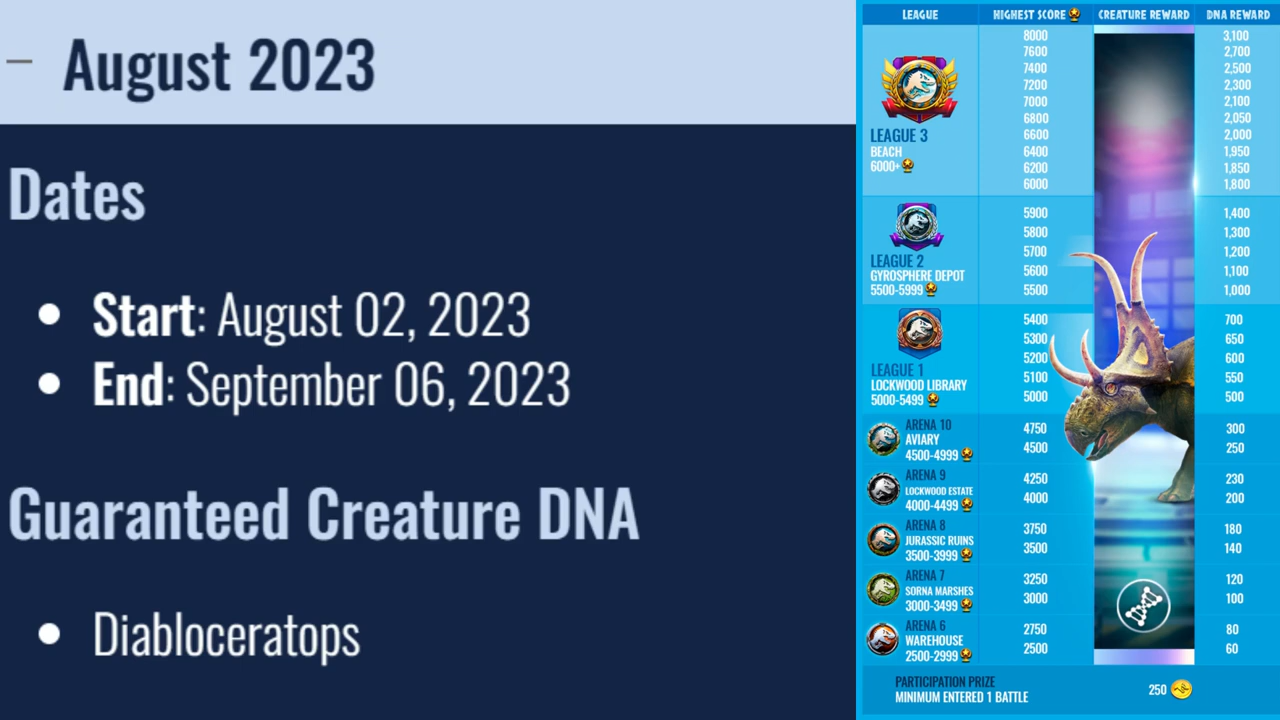 – August 2023
Dates
• Start: August 02, 2023
• End: September 06, 2023
Guaranteed Creature DNA
• Diabloceratops
LEAGUE HIGHEST SCORE CREATURE REWARD DNA REWARD
LEAGUE 3
BEACH
6000+
8000 3,100
7600 2,700
7400 2,500
7200 2,300
7000 2,100
6800 2,050
6600 2,000
6400 1,950
6200 1,850
6000 1,800
LEAGUE 2
GYROSPHERE DEPOT
5500-5999
5900 1,400
5800 1,300
5700 1,200
5600 1,100
5500 1,000
LEAGUE 1
LOCKWOOD LIBRARY
5000-5499
5400 700
5300 650
5200 600
5100 550
5000 500
ARENA 10
AVIARY
4500-4999
4750 300
4500 250
ARENA 9
LOCKWOOD ESTATE
4000-4499
4250 230
4000 200
ARENA 8
JURASSIC RUINS
3500-3999
3750 180
3500 140
ARENA 7
SORNA MARSHES
3000-3499
3250 120
3000 100
ARENA 6
WAREHOUSE
2500-2999
2750 80
2500 60
PARTICIPATION PRIZE
MINIMUM ENTERED 1 BATTLE
250